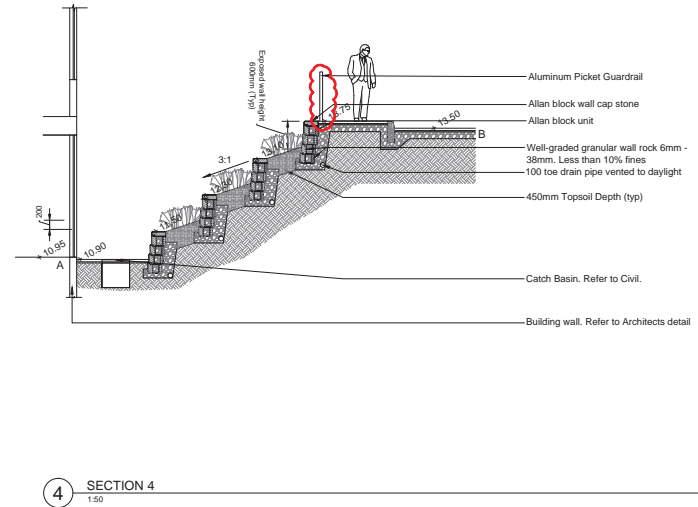 Exposed wall height
600mm (Typ)
Aluminum Picket Guardrail
Allan block wall cap stone
Allan block unit
13.75
13.50
B
Well-graded granular wall rock 6mm -
38mm. Less than 10% fines
100 toe drain pipe vented to daylight
3:1
450mm Topsoil Depth (typ)
200
11.50
10.95
10.90
A
Catch Basin. Refer to Civil.
Building wall. Refer to Architects detail
4
SECTION 4
1:50